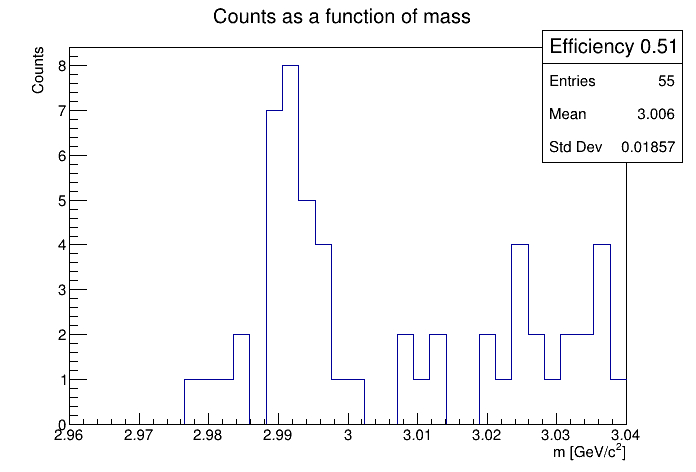 Counts as a function of mass
Counts
Efficiency 0.51
Entries 55
Mean 3.006
Std Dev 0.01857
8
7
6
5
4
3
2
1
0
2.96 2.97 2.98 2.99 3 3.01 3.02 3.03 3.04
m [GeV/c²]